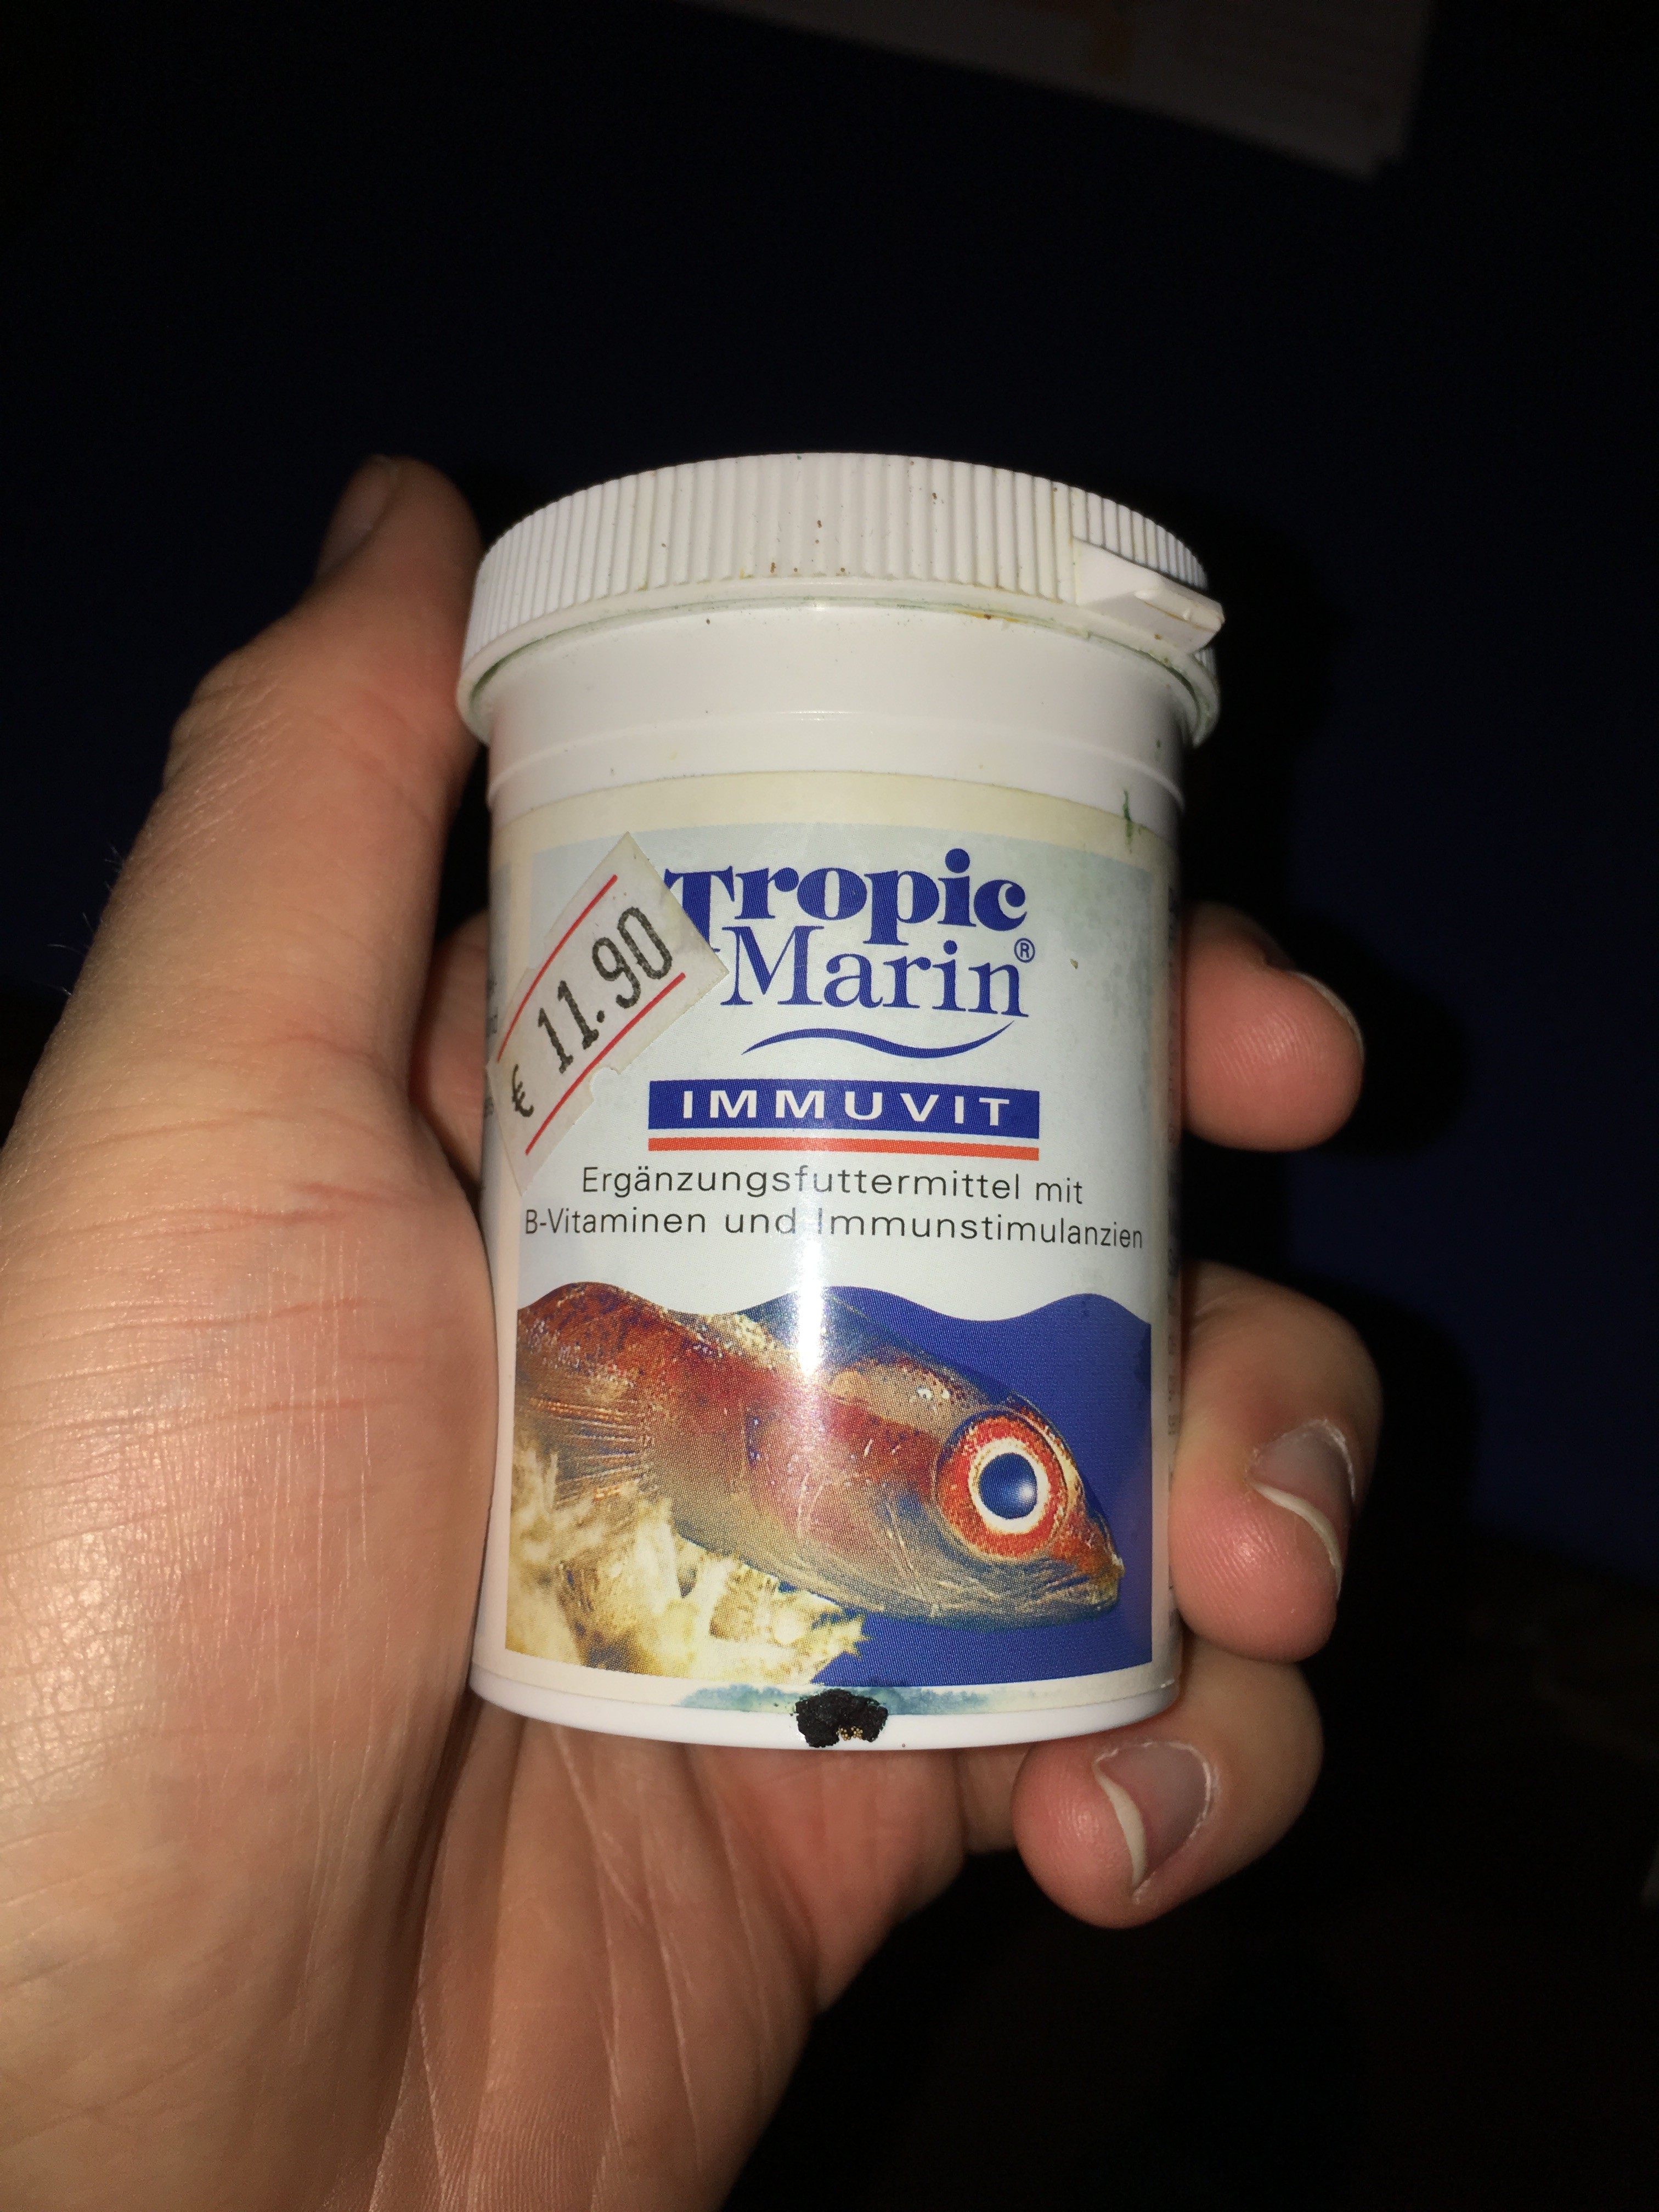 Tropic
Marin®
€ 11.90
IMMUVIT
Ergänzungsfuttermittel mit
B-Vitaminen und Immunstimulanzien